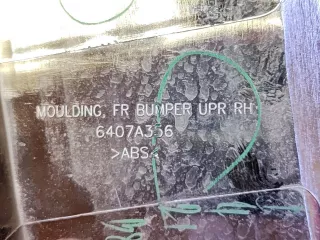 MOULDING, FR BUMPER UPR RH
6407A356
>ABS<